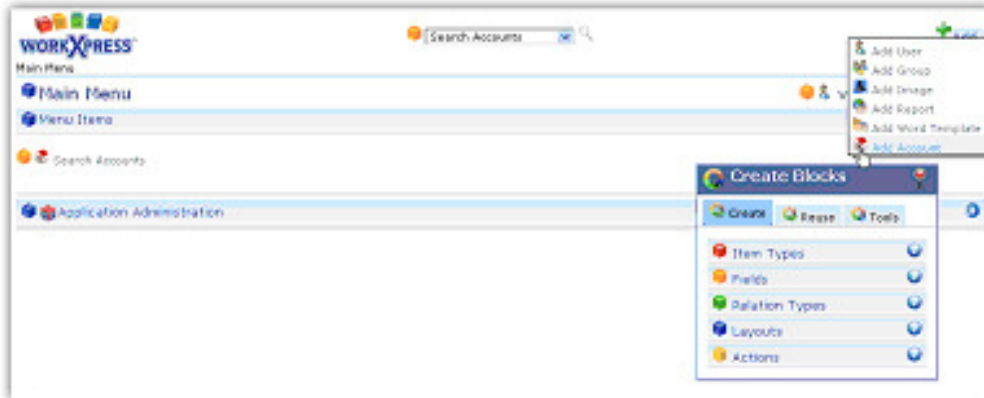 WORKXPRESS
Search Accounts
Add
Main Menu
Main Menu
Menu Items
Search Accounts
Application Administration
Add User
Add Group
Add Image
Add Report
Add Word Template
Add Account
Create Blocks
Create Reuse Tools
Item Types
Fields
Relation Types
Layouts
Actions